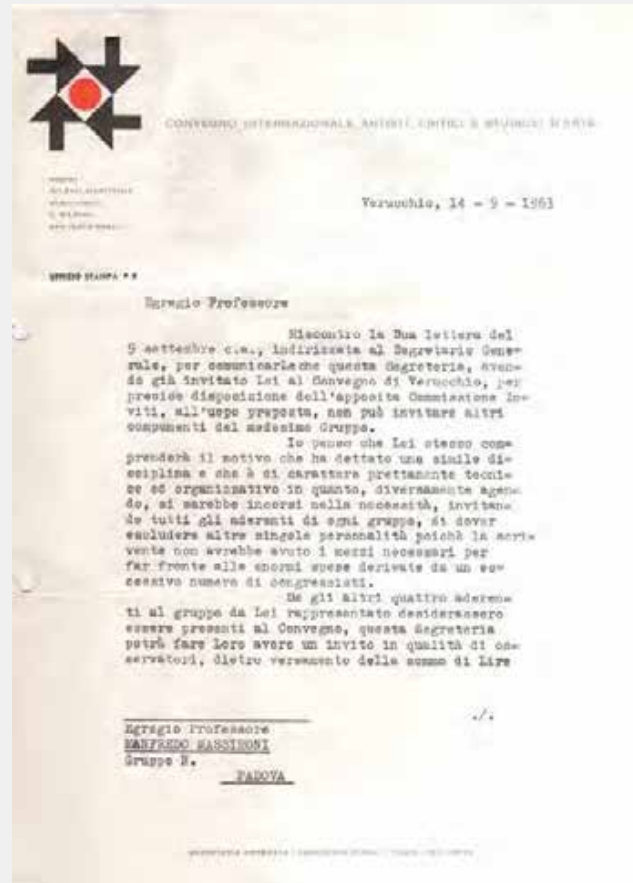 CONVEGNO INTERNAZIONALE ARTISTI, CRITICI E STUDIOSI D'ARTE
Verucchio, 14 - 9 - 1963
UFFICIO STAMPA
Egregio Professore
Riscontro la Sua lettera del
5 settembre c.a., indirizzata al Segretario Gene=
rale, per comunicarleche questa Segreteria, aven=
do già invitato Lei al Convegno di Verucchio, per
precisa disposizione dell'apposita Commissione In=
viti, all'uopo preposta, non può invitare altri
componenti del medesimo Gruppo.
Io penso che Lei stesso com=
prenderà il motivo che ha dettato una simile di=
sciplina e che è di carattere prettamente tecni=
co ed organizzativo in quanto, diversamente agen=
do, si sarebbe incorsi nella necessità, invitan=
do tutti gli aderenti di ogni gruppo, di dover
escludere altre singole personalità poichè la scri=
vente non avrebbe avuto i mezzi necessari per
far fronte alle enormi spese derivate da un ec=
cessivo numero di congressisti.
Se gli altri quattro aderen=
ti al gruppo da Lei rappresentato desiderassero
essere presenti al Convegno, questa Segreteria
potrà fare loro avere un invito in qualità di os=
servatori, dietro versamento della somma di Lire
./.
Egregio Professore
MANFREDO MASSIRONI
Gruppo N.
PADOVA